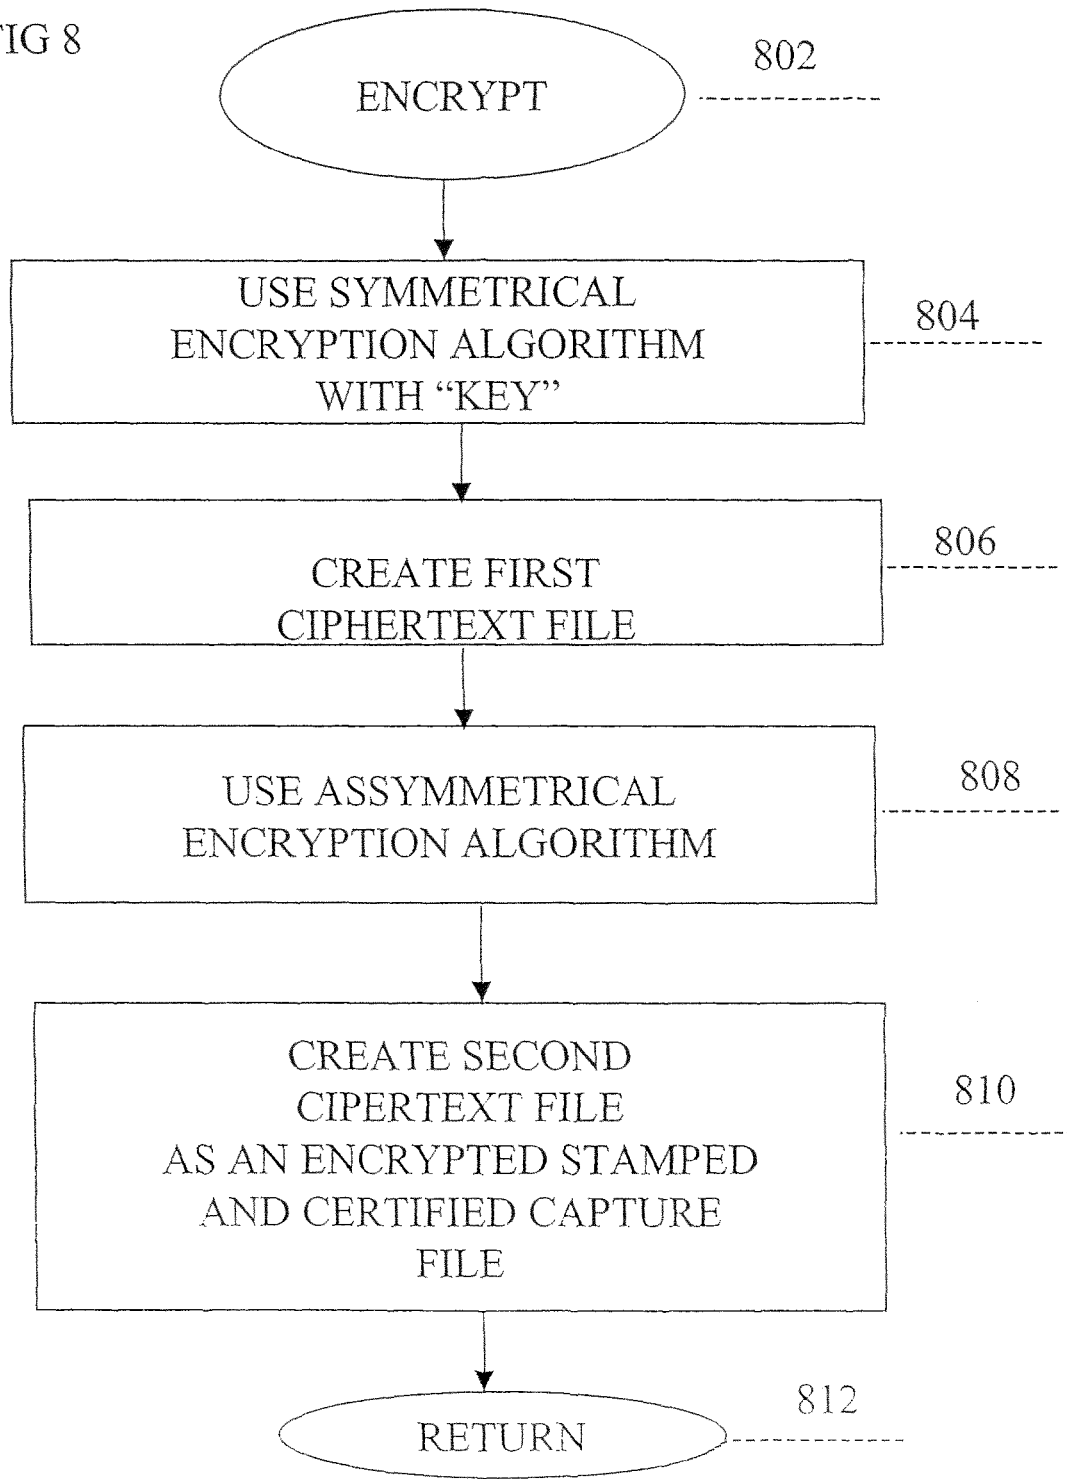 FIG 8
802
ENCRYPT
USE SYMMETRICAL
ENCRYPTION ALGORITHM
WITH “KEY”
804
CREATE FIRST
CIPHERTEXT FILE
806
USE ASSYMMETRICAL
ENCRYPTION ALGORITHM
808
CREATE SECOND
CIPERTEXT FILE
AS AN ENCRYPTED STAMPED
AND CERTIFIED CAPTURE
FILE
810
RETURN
812